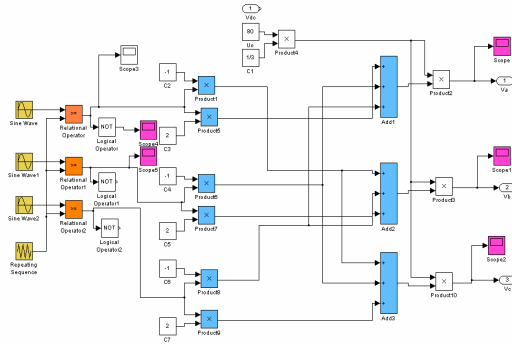 1
Vdc
80
Uc
1/3
C1
Product4
Scope3
-1
C2
Product1
Product5
2
C3
Add1
Product2
Scope
1
Va
Sine Wave
>=
Relational
Operator
NOT
Logical
Operator
Scope4
Scope5
Sine Wave1
>=
Relational
Operator1
NOT
Logical
Operator1
-1
C4
Product6
2
C5
Product7
Add2
Product3
Scope1
2
Vb
Sine Wave2
>=
Relational
Operator2
NOT
Logical
Operator2
Repeating
Sequence
-1
C6
Product8
2
C7
Product9
Add3
Product10
Scope2
3
Vc